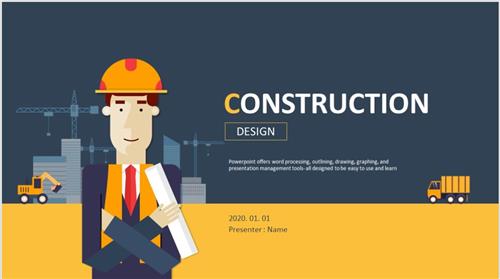 CONSTRUCTION
DESIGN
Powerpoint offers word processing, outlining, drawing, graphing, and
presentation management tools-all designed to be easy to use and learn
2020. 01. 01
Presenter : Name